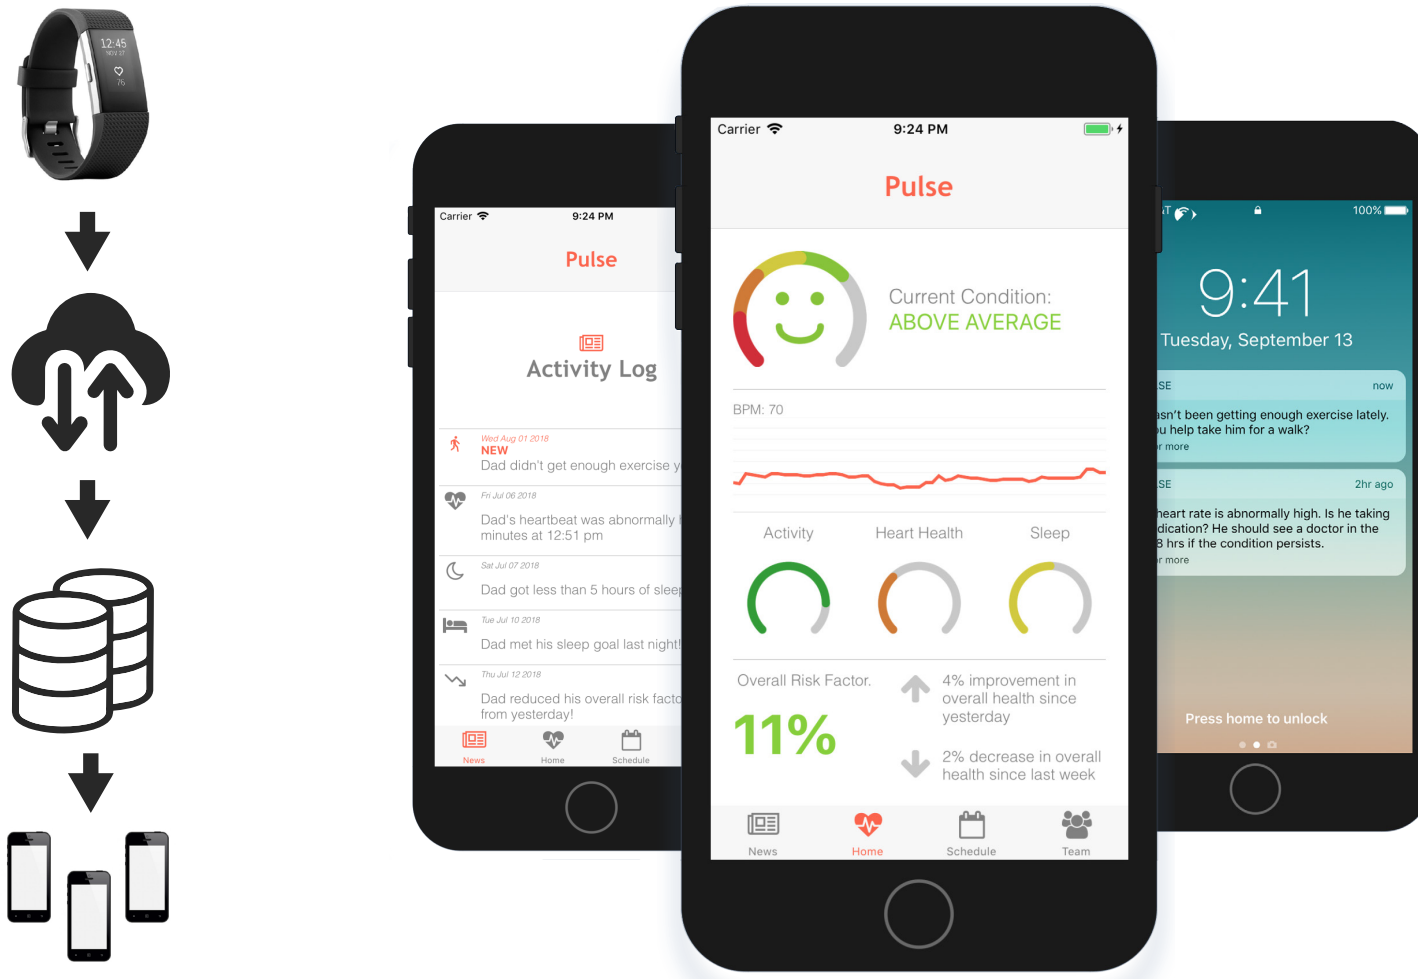 12:45
NOV 27
76
Carrier
9:24 PM
Pulse
Activity Log
Wed Aug 01 2018
NEW
Dad didn't get enough exercise
Fri Jul 06 2018
Dad's heartbeat was abnormally
minutes at 12:51 pm
Sat Jul 07 2018
Dad got less than 5 hours of sleep
Tue Jul 10 2018
Dad met his sleep goal last night!
Thu Jul 12 2018
Dad reduced his overall risk
from yesterday!
News
Home
Schedule
Carrier
9:24 PM
Pulse
Current Condition:
ABOVE AVERAGE
BPM: 70
Activity
Heart Health
Sleep
Overall Risk Factor.
11%
4% improvement in
overall health since
yesterday
2% decrease in overall
health since last week
News
Home
Schedule
Team
100%
9:41
Tuesday, September 13
now
been getting enough exercise lately.
help take him for a walk?
more
2hr ago
heart rate is abnormally high. Is he taking
He should see a doctor in the
hrs if the condition persists.
more
Press home to unlock